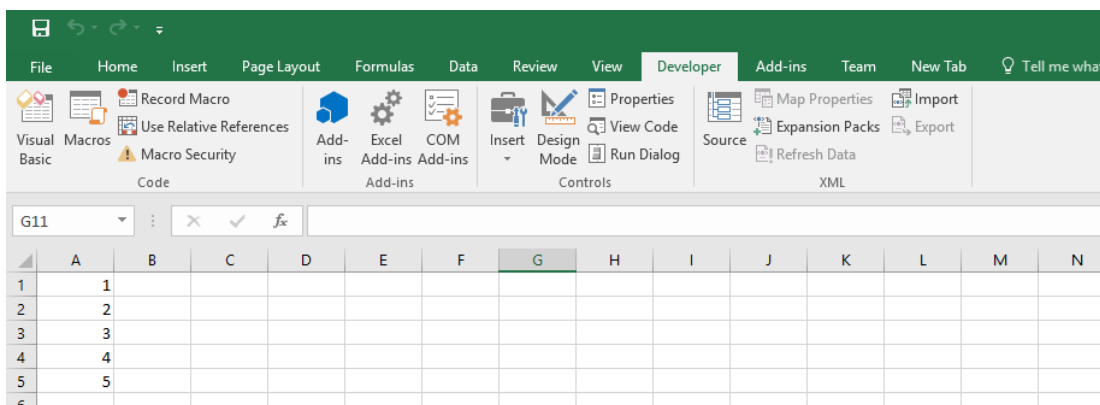 File Home Insert Page Layout Formulas Data Review View Developer Add-ins Team New Tab Tell me wha
Visual Basic
Macros
Record Macro
Use Relative References
Macro Security
Code
Add-ins
Excel Add-ins
COM Add-ins
Add-ins
Insert
Design Mode
Properties
View Code
Run Dialog
Controls
Source
Map Properties
Expansion Packs
Refresh Data
Import
Export
XML
G11 fx
A B C D E F G H I J K L M N
1 1
2 2
3 3
4 4
5 5